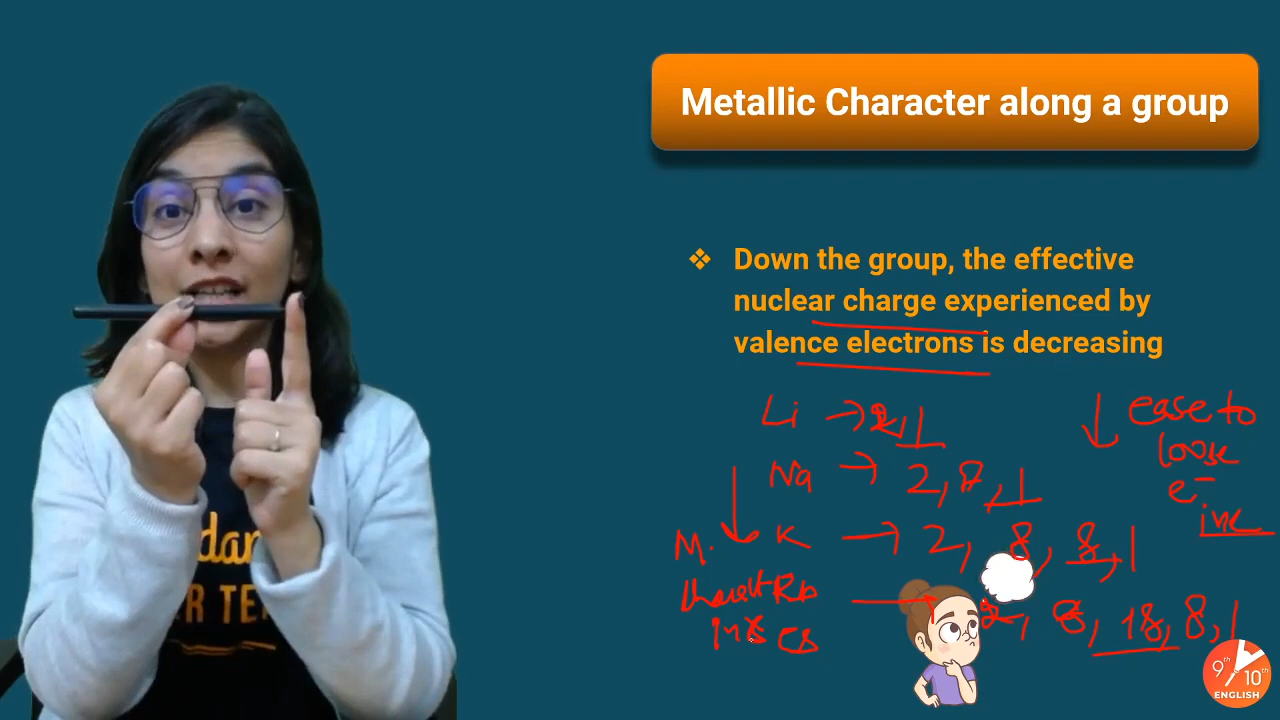 Metallic Character along a group
❖ Down the group, the effective
nuclear charge experienced by
valence electrons is decreasing
Li → 2,1
Na → 2, 8, 1
K → 2, 8, 8, 1
Rb → 2, 8, 18, 8, 1
Cs
↓ ease to
loose
e⁻
inc
M.
TER TE
9th 10th
ENGLISH